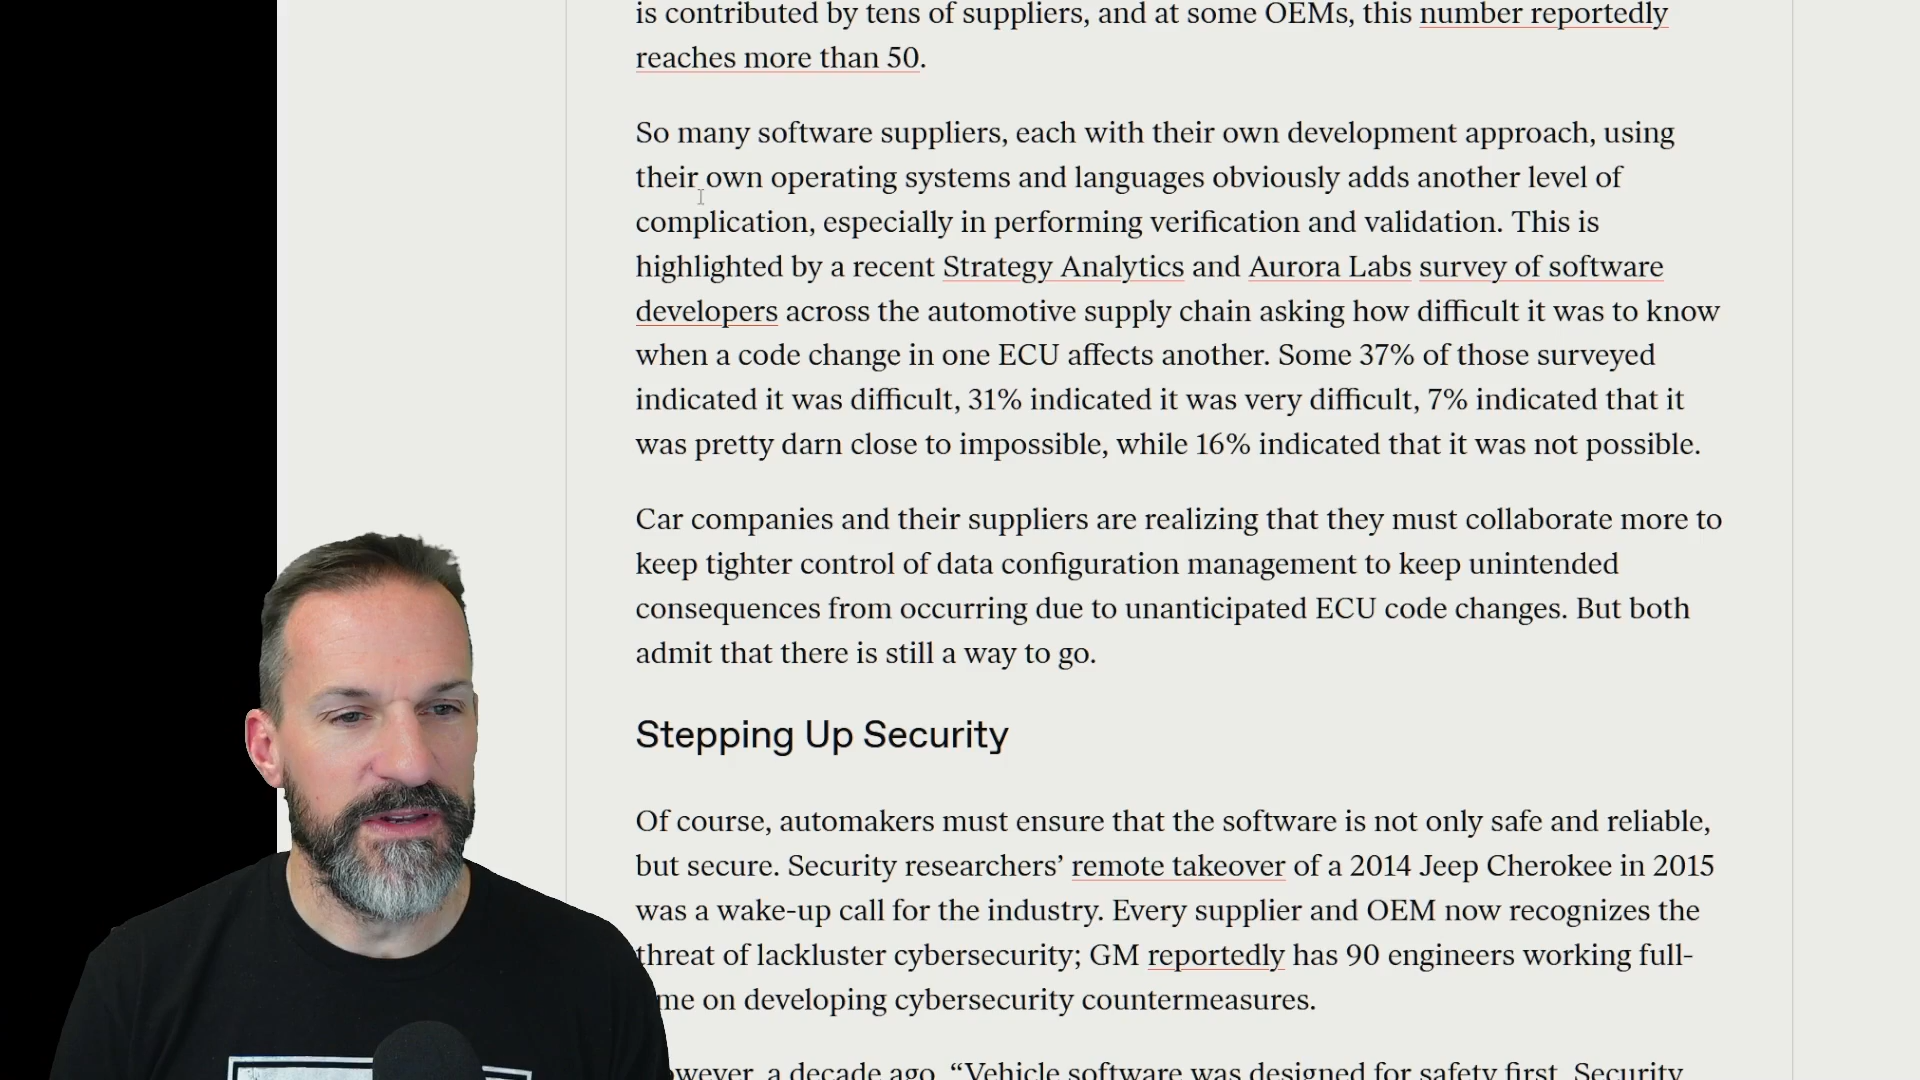 is contributed by tens of suppliers, and at some OEMs, this number reportedly
reaches more than 50.
So many software suppliers, each with their own development approach, using
their own operating systems and languages obviously adds another level of
complication, especially in performing verification and validation. This is
highlighted by a recent Strategy Analytics and Aurora Labs survey of software
developers across the automotive supply chain asking how difficult it was to know
when a code change in one ECU affects another. Some 37% of those surveyed
indicated it was difficult, 31% indicated it was very difficult, 7% indicated that it
was pretty darn close to impossible, while 16% indicated that it was not possible.
Car companies and their suppliers are realizing that they must collaborate more to
keep tighter control of data configuration management to keep unintended
consequences from occurring due to unanticipated ECU code changes. But both
admit that there is still a way to go.
Stepping Up Security
Of course, automakers must ensure that the software is not only safe and reliable,
but secure. Security researchers’ remote takeover of a 2014 Jeep Cherokee in 2015
was a wake-up call for the industry. Every supplier and OEM now recognizes the
threat of lackluster cybersecurity; GM reportedly has 90 engineers working full-
me on developing cybersecurity countermeasures.
owever, a decade ago, “Vehicle software was designed for safety first. Security